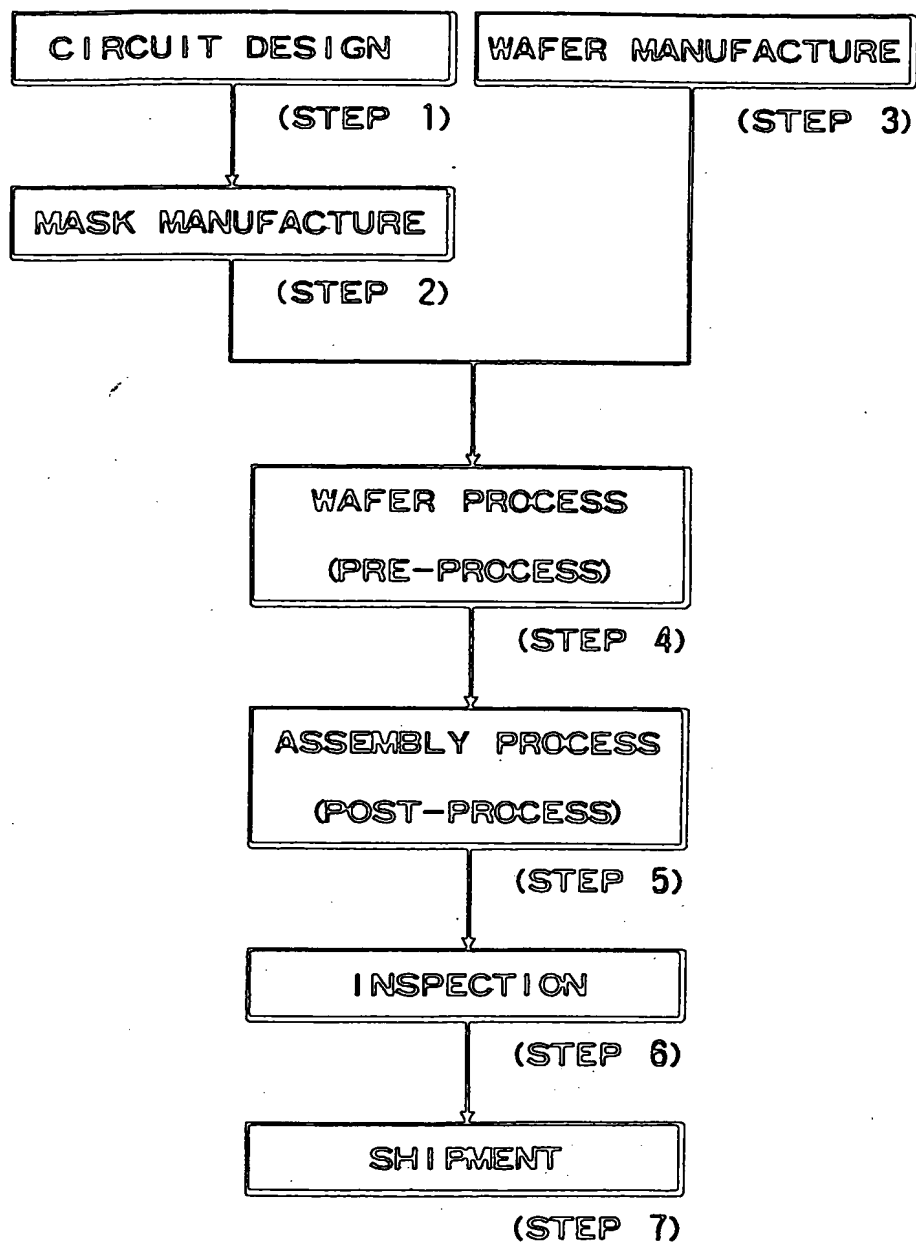 CIRCUIT DESIGN
(STEP 1)
WAFER MANUFACTURE
(STEP 3)
MASK MANUFACTURE
(STEP 2)
WAFER PROCESS
(PRE-PROCESS)
(STEP 4)
ASSEMBLY PROCESS
(POST-PROCESS)
(STEP 5)
INSPECTION
(STEP 6)
SHIPMENT
(STEP 7)